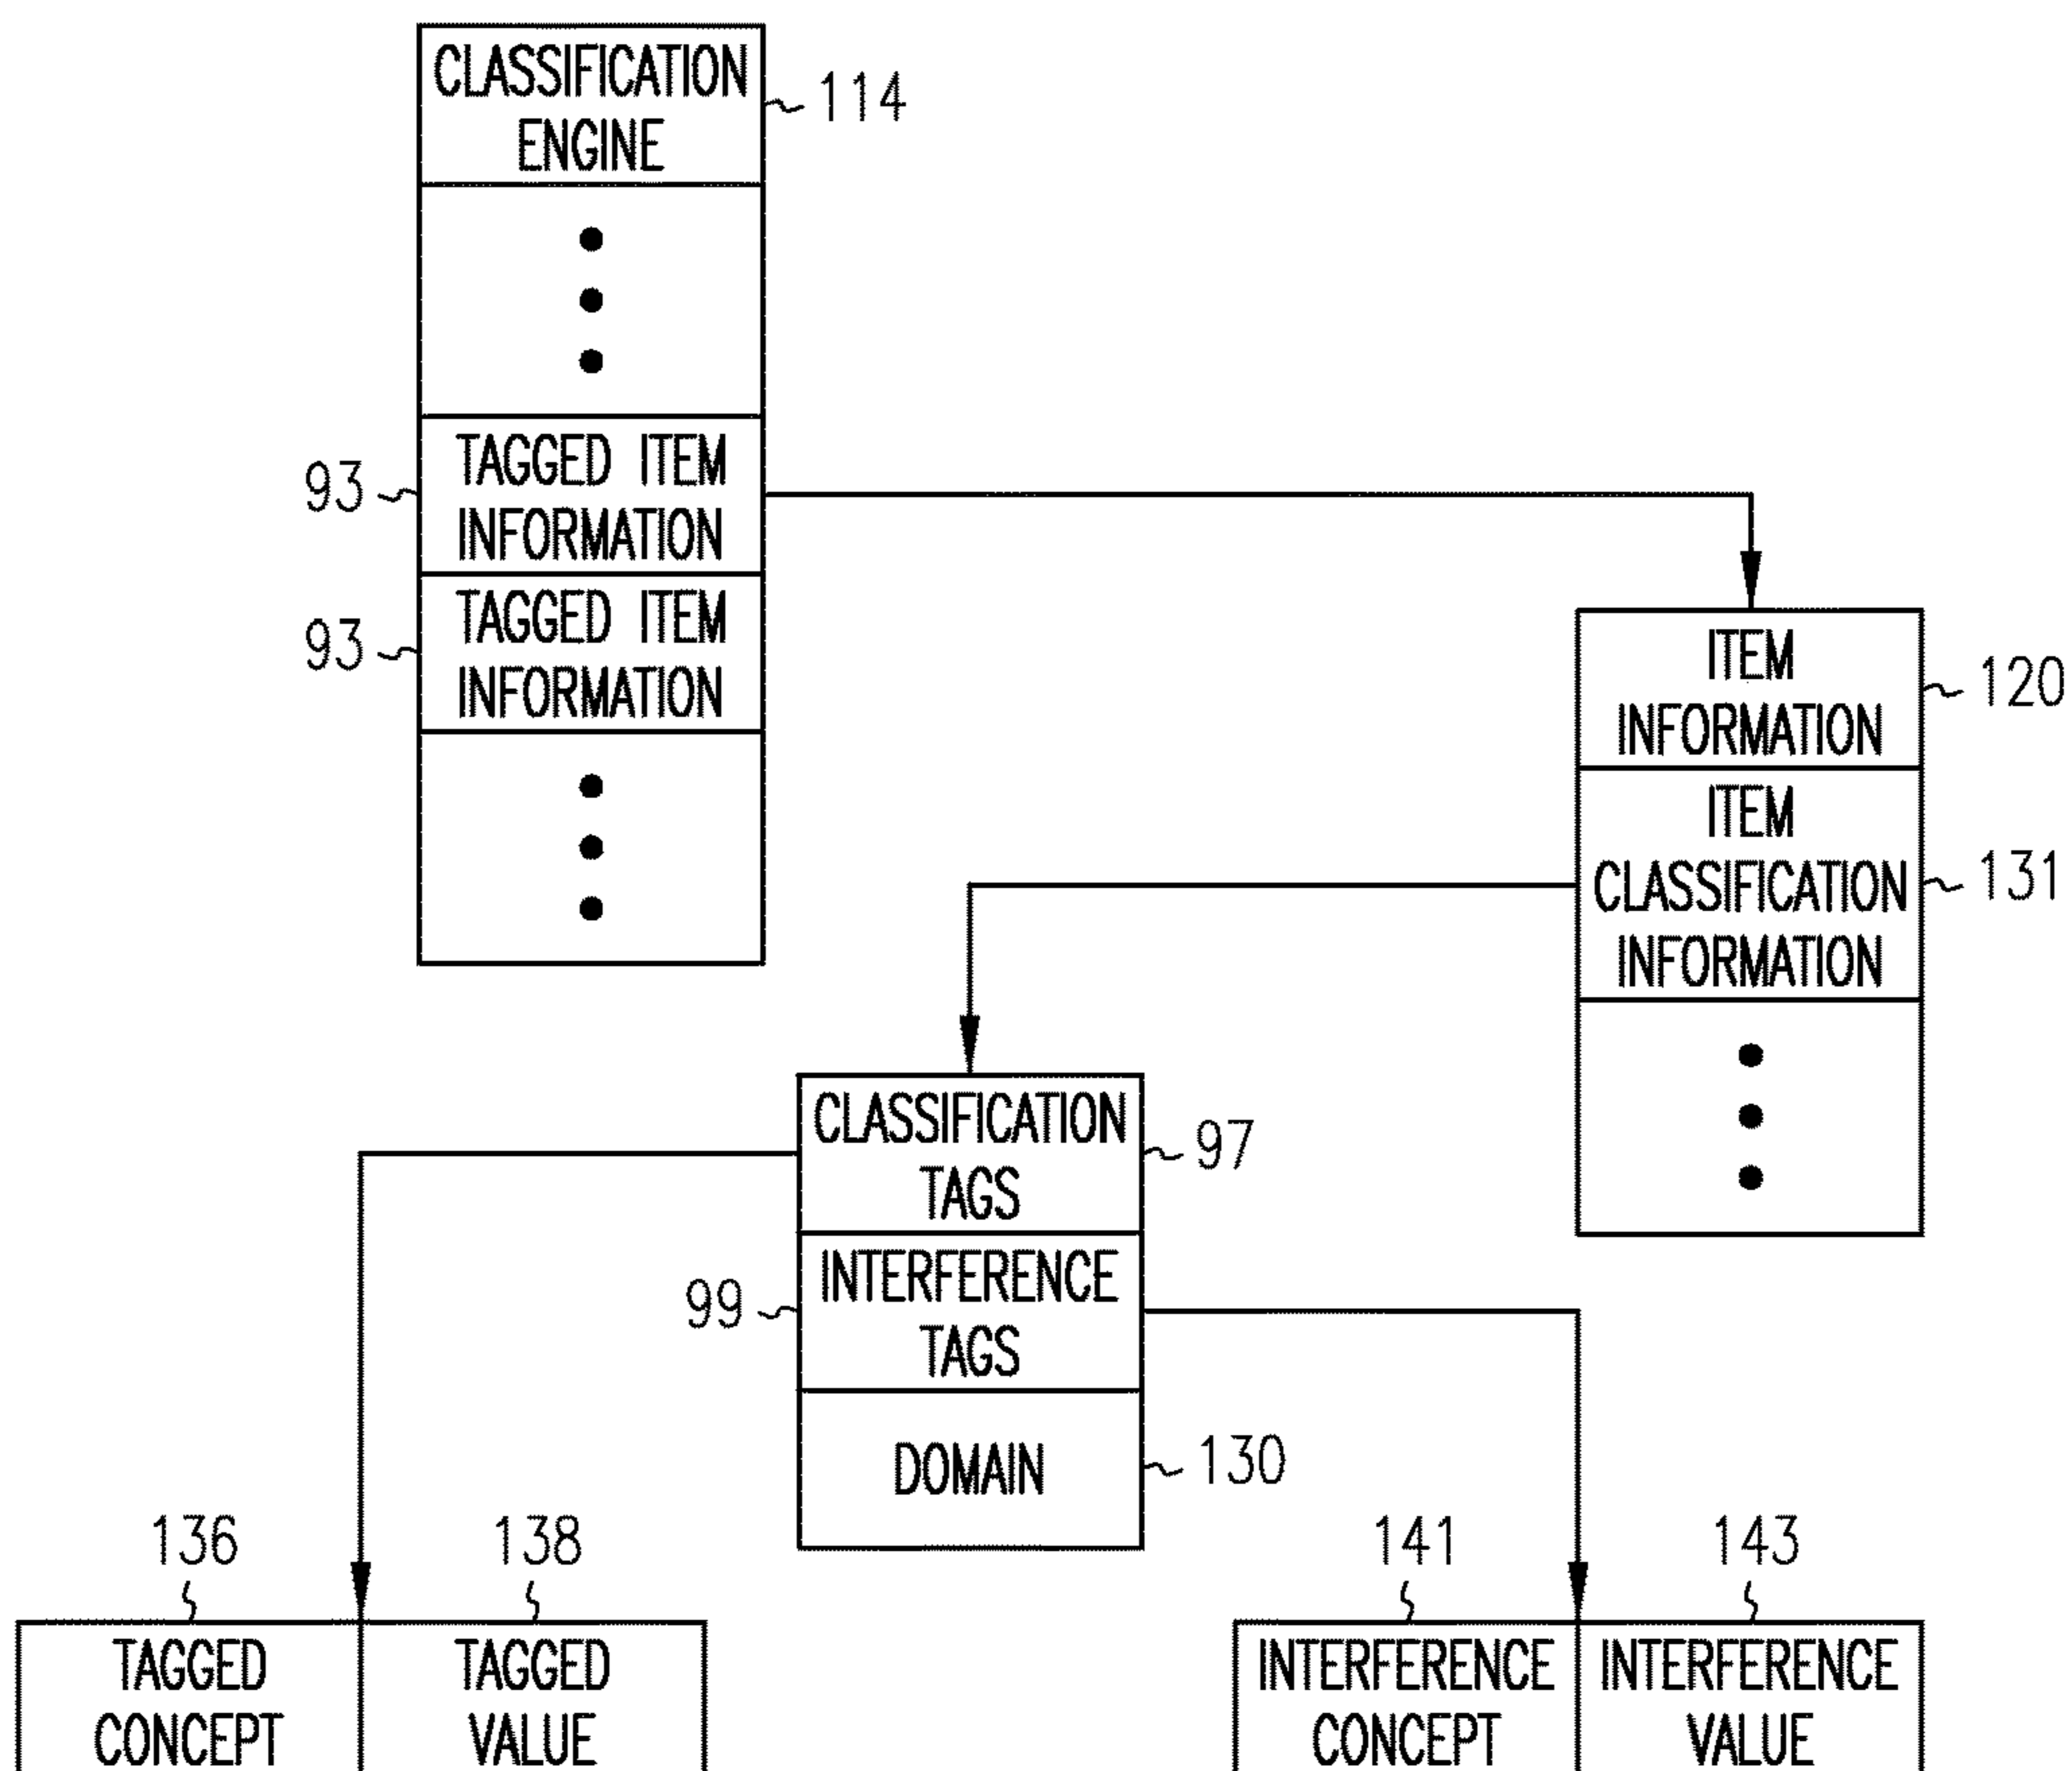 CLASSIFICATION
ENGINE
114
93
TAGGED ITEM
INFORMATION
93
TAGGED ITEM
INFORMATION
ITEM
INFORMATION
120
ITEM
CLASSIFICATION
INFORMATION
131
CLASSIFICATION
TAGS
97
99
INTERFERENCE
TAGS
DOMAIN
130
136
138
141
143
TAGGED
CONCEPT
TAGGED
VALUE
INTERFERENCE
CONCEPT
INTERFERENCE
VALUE